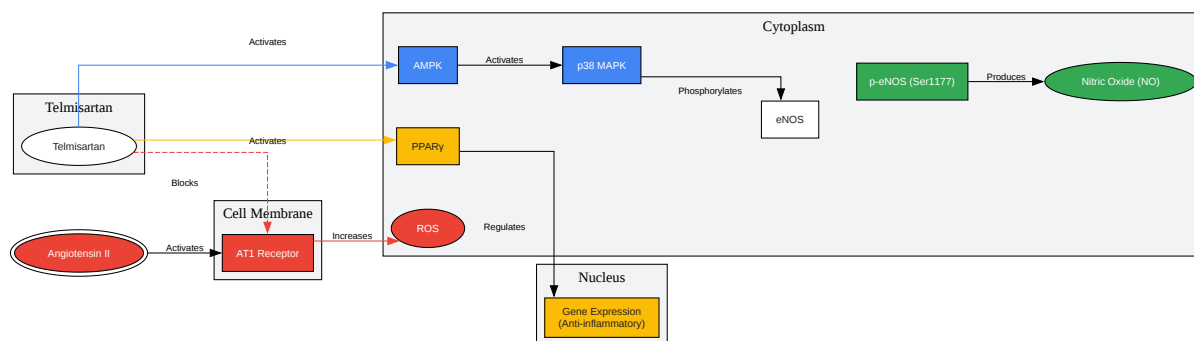 Cytoplasm
Activates
AMPK
Activates
p38 MAPK
p-eNOS (Ser1177)
Produces
Nitric Oxide (NO)
Phosphorylates
eNOS
Telmisartan
Telmisartan
Activates
PPARγ
Blocks
Cell Membrane
ROS
Regulates
Angiotensin II
Activates
AT1 Receptor
Increases
Nucleus
Gene Expression
(Anti-inflammatory)